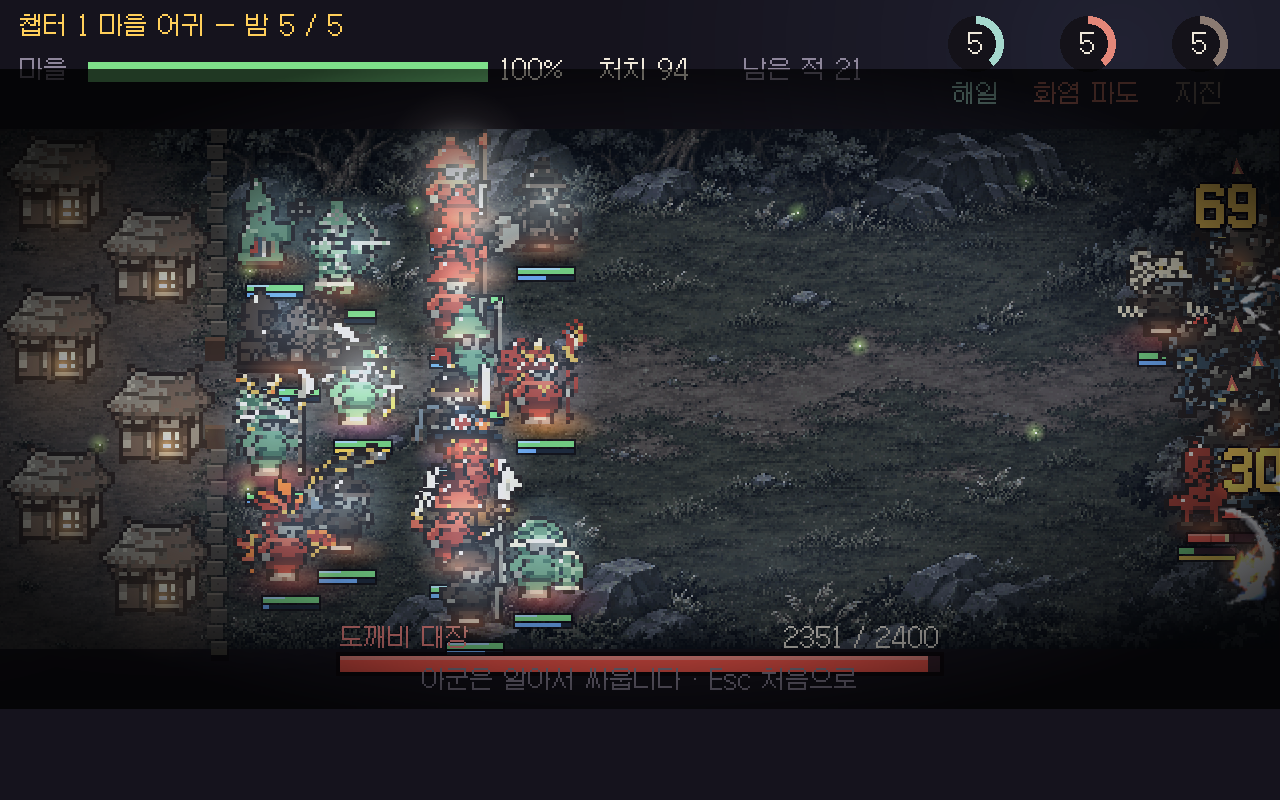 챕터 1 마을 어귀 — 밤 5 / 5
마을 100% 처치 94 남은 적 21
5 5 5
해일 화염 파도 지진
69
30
도깨비 대장 2351 / 2400
아군은 알아서 싸웁니다 · Esc 처음으로